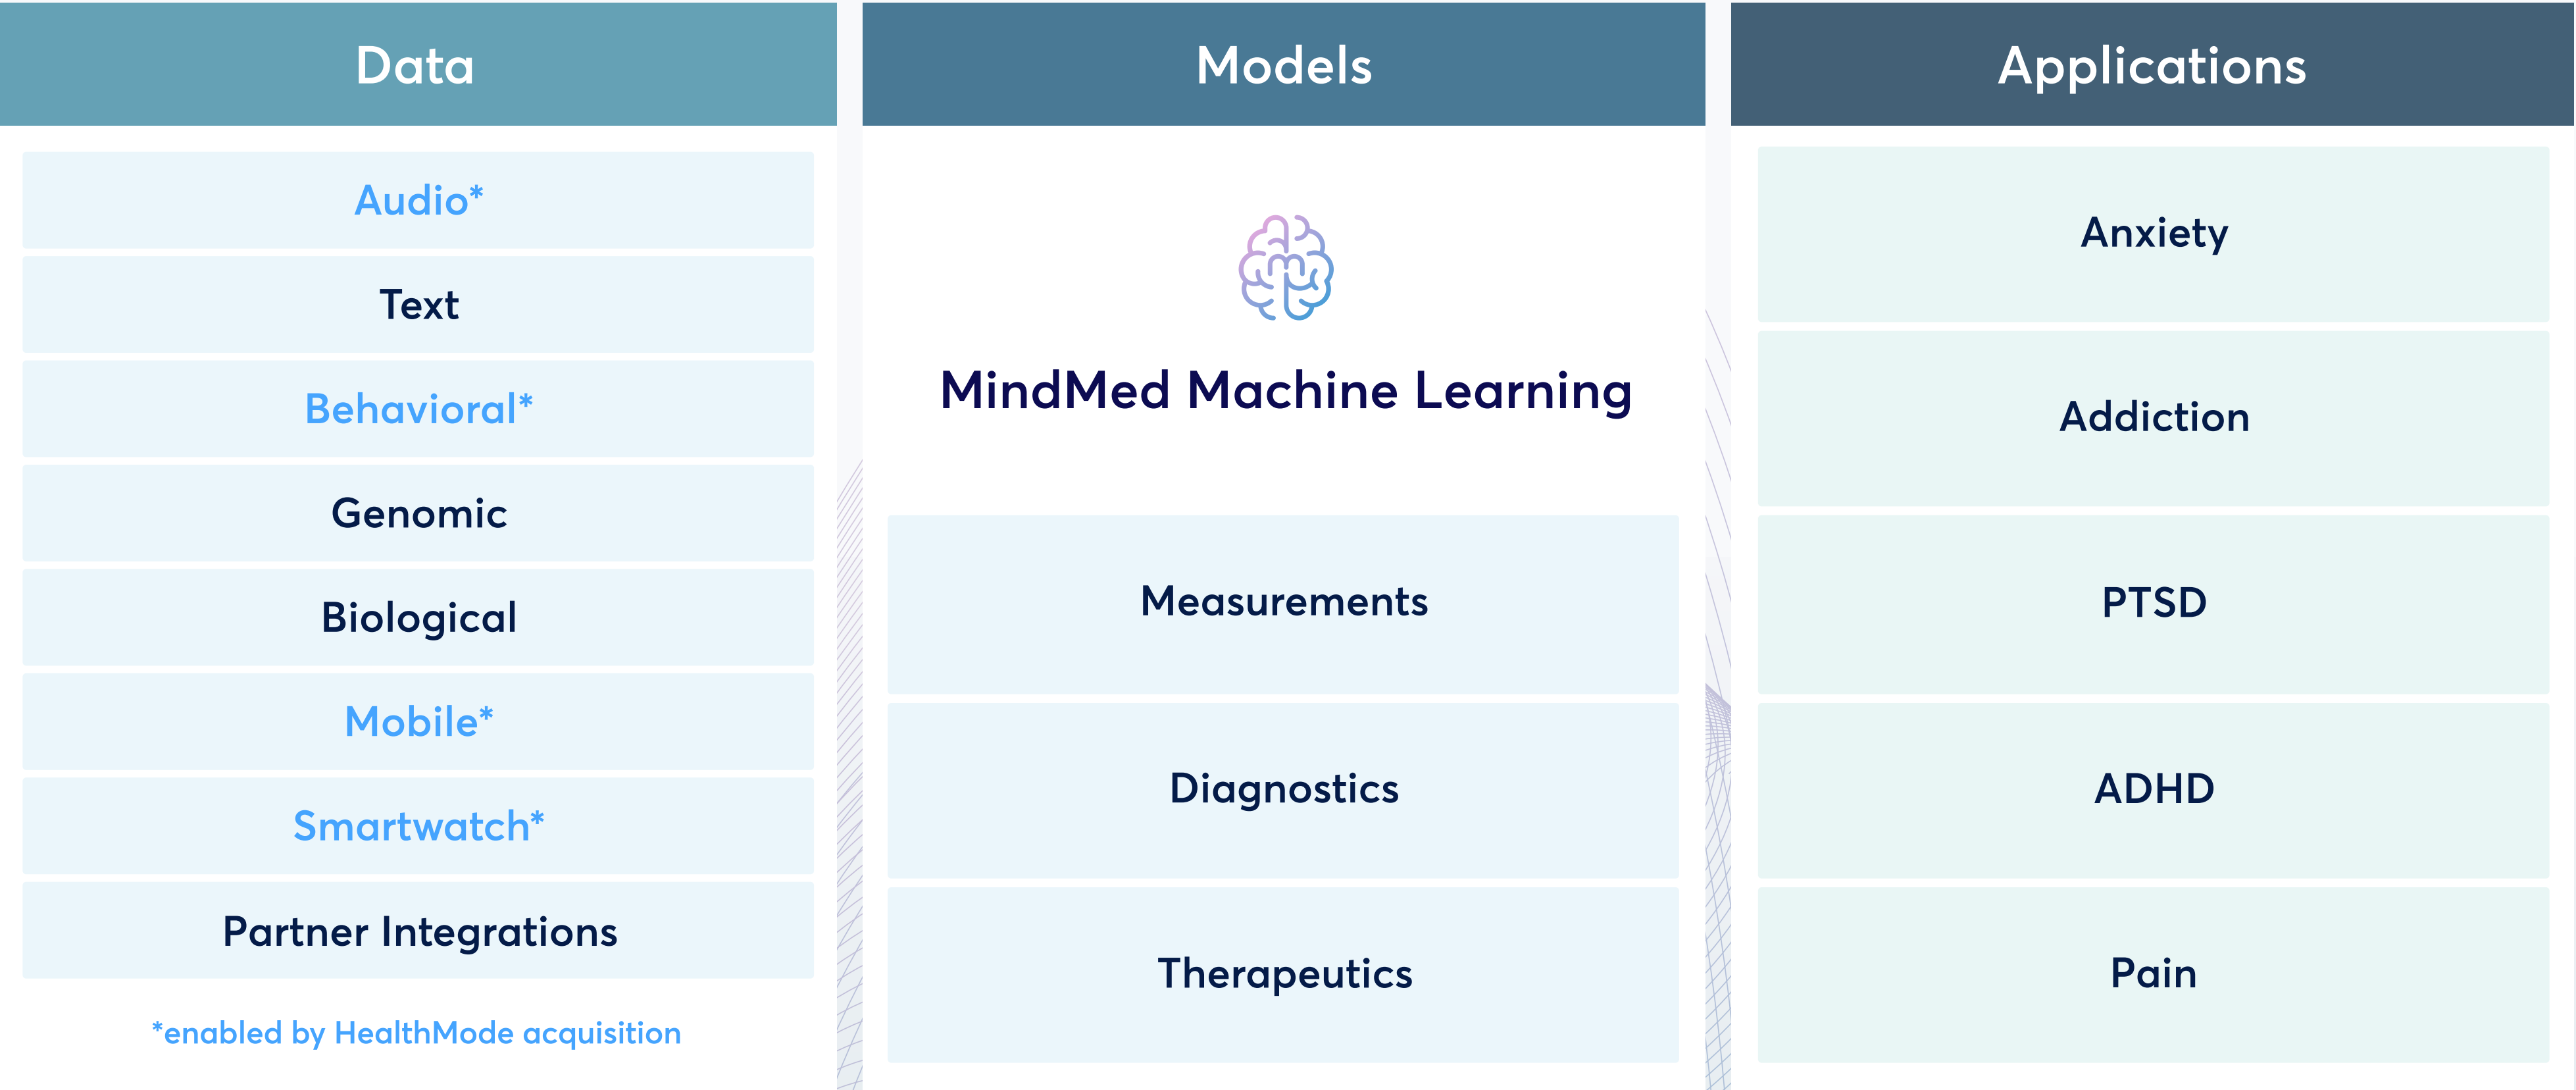 Data
Audio*
Text
Behavioral*
Genomic
Biological
Mobile*
Smartwatch*
Partner Integrations
*enabled by HealthMode acquisition
Models
MindMed Machine Learning
Measurements
Diagnostics
Therapeutics
Applications
Anxiety
Addiction
PTSD
ADHD
Pain